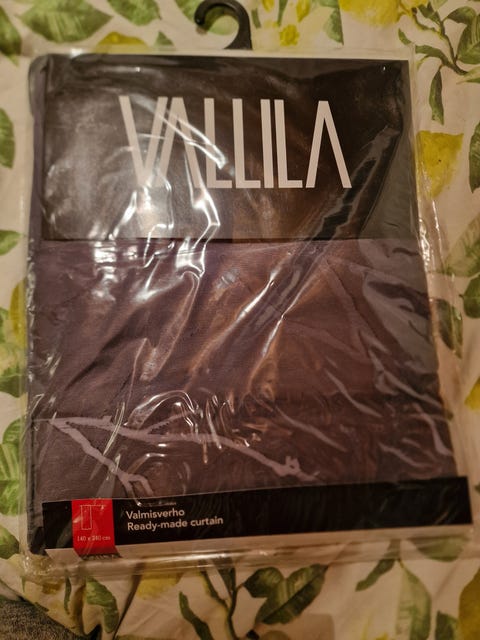 VALLILA
Valmisverho
Ready-made curtain
140 x 240 cm